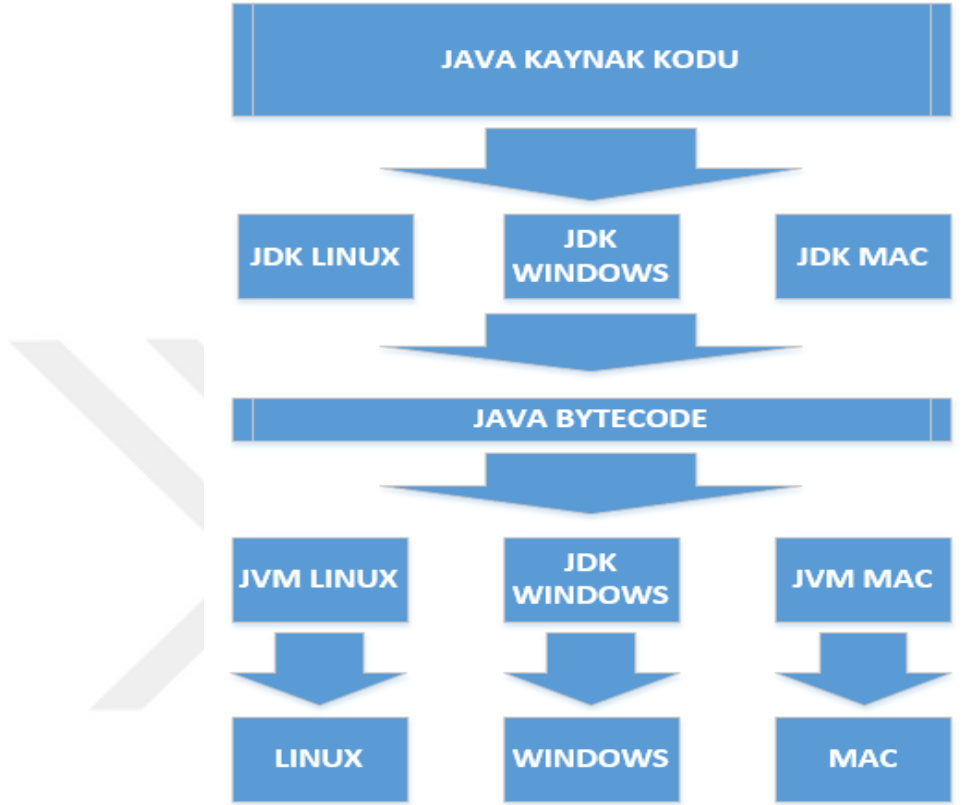 JAVA KAYNAK KODU
JDK LINUX
JDK
WINDOWS
JDK MAC
JAVA BYTECODE
JVM LINUX
JDK
WINDOWS
JVM MAC
LINUX
WINDOWS
MAC